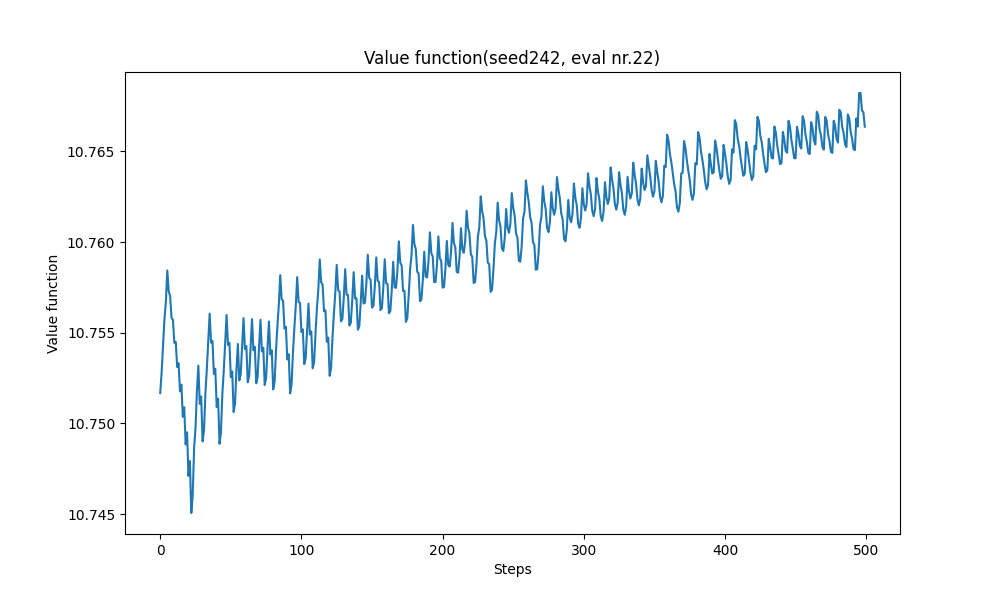 Value function(seed242, eval nr.22)
Value function
10.765
10.760
10.755
10.750
10.745
0 100 200 300 400 500
Steps